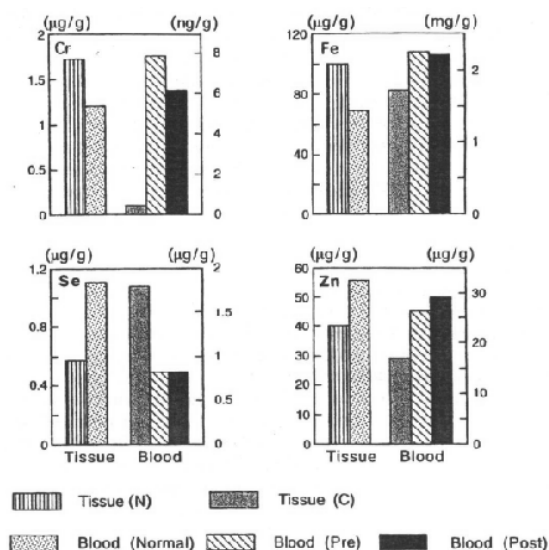 (μg/g) (ng/g) (μg/g) (mg/g)
2 Cr 8 120 Fe
1.5 6 100 2
80
1 4 60 1
0.5 2 20
0 0 0 0
(μg/g) (μg/g) (μg/g) (μg/g)
1.2 Se 2 60 Zn
50 30
0.8 1.5 40
1 30 20
0.4 0.5 20 10
10
0 0 0 0
Tissue Blood Tissue Blood
Tissue (N) Tissue (C)
Blood (Normal) Blood (Pre) Blood (Post)